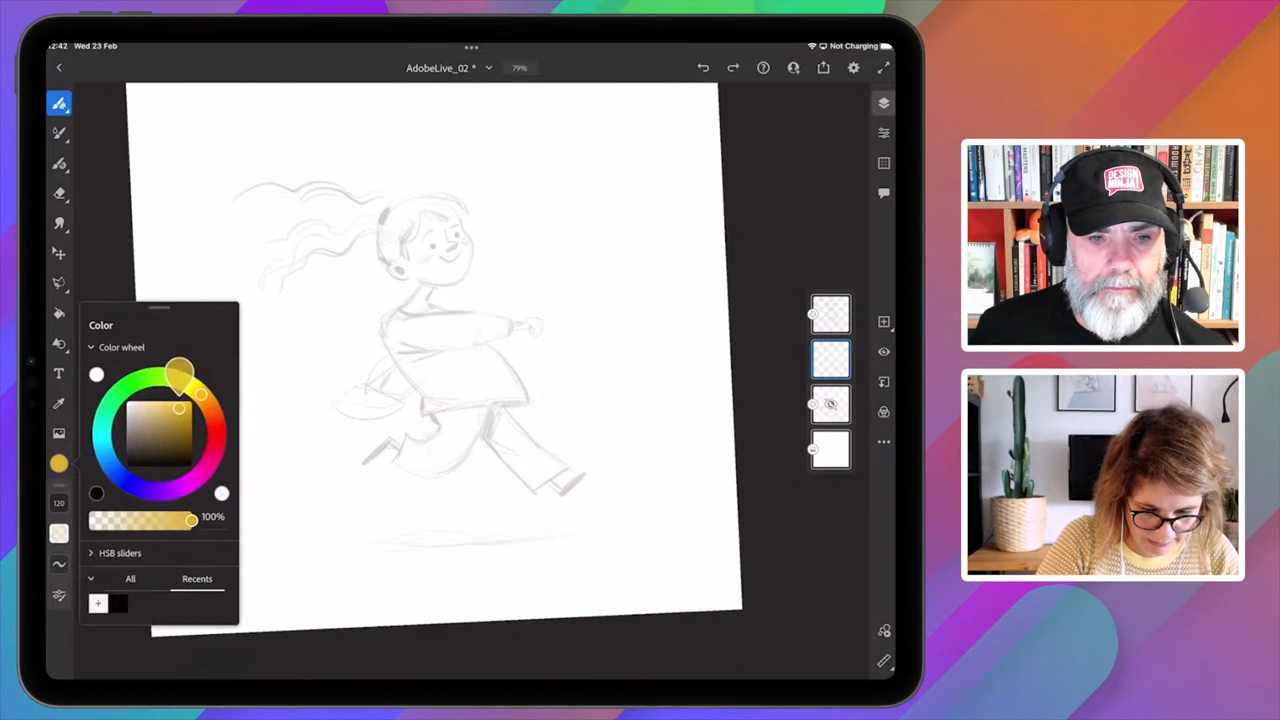 12:42 Wed 23 Feb
Not Charging
AdobeLive_02 *
79%
Color
Color wheel
100%
120
HSB sliders
All
Recents
DESIGN
NINJA
MASTERS